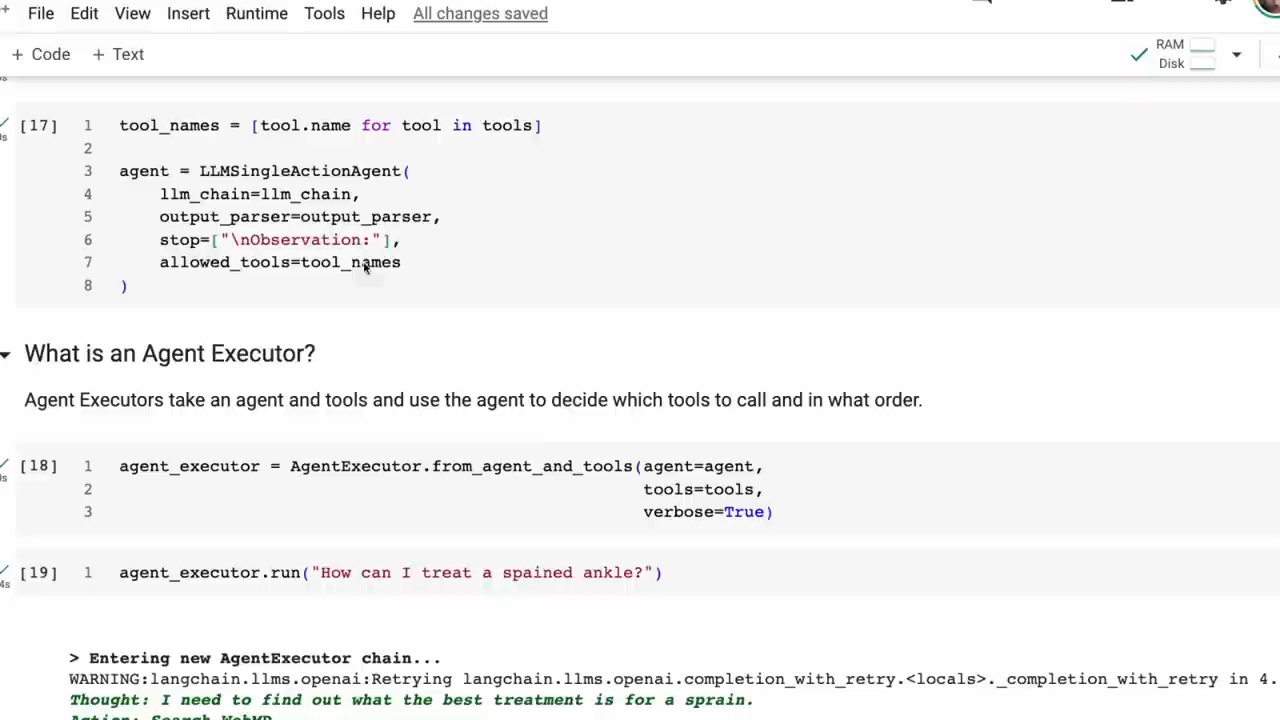 File Edit View Insert Runtime Tools Help All changes saved
+ Code + Text
RAM
Disk
[17] 1 tool_names = [tool.name for tool in tools]
2
3 agent = LLMSingleActionAgent(
4 llm_chain=llm_chain,
5 output_parser=output_parser,
6 stop=["\nObservation:"],
7 allowed_tools=tool_names
8 )
What is an Agent Executor?
Agent Executors take an agent and tools and use the agent to decide which tools to call and in what order.
[18] 1 agent_executor = AgentExecutor.from_agent_and_tools(agent=agent,
2 tools=tools,
3 verbose=True)
[19] 1 agent_executor.run("How can I treat a spained ankle?")
4s
> Entering new AgentExecutor chain...
WARNING:langchain.llms.openai:Retrying langchain.llms.openai.completion_with_retry.<locals>._completion_with_retry in 4.
Thought: I need to find out what the best treatment is for a sprain.
Action: Search WebMD